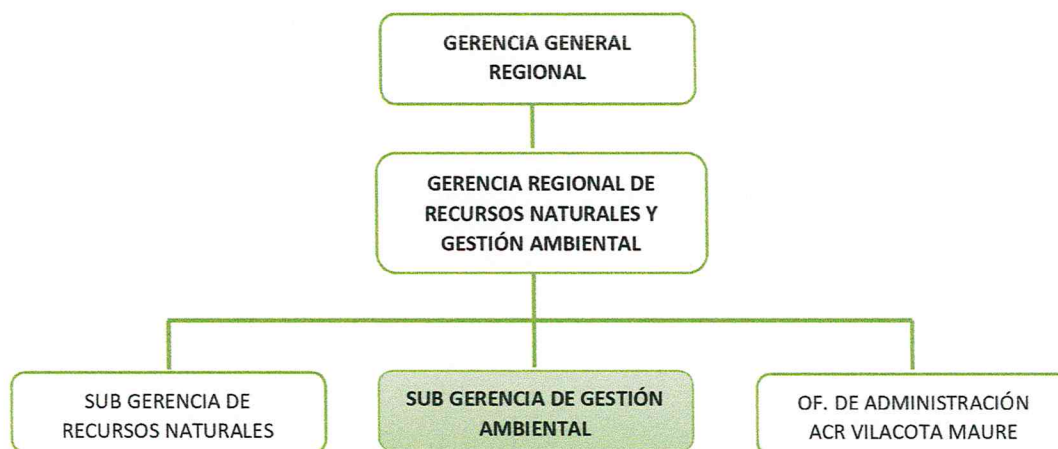 GERENCIA GENERAL
REGIONAL
GERENCIA REGIONAL DE
RECURSOS NATURALES Y
GESTIÓN AMBIENTAL
SUB GERENCIA DE
RECURSOS NATURALES
SUB GERENCIA DE GESTIÓN
AMBIENTAL
OF. DE ADMINISTRACIÓN
ACR VILACOTA MAURE